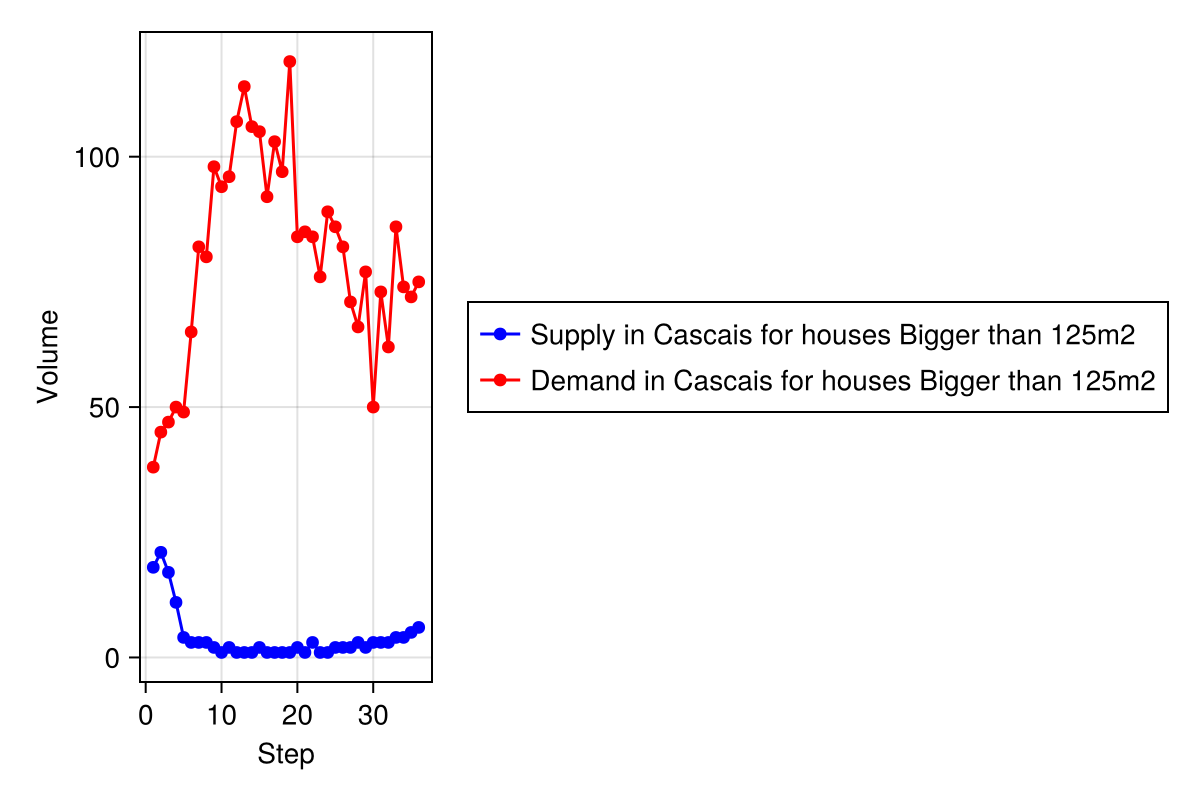 Volume
100
50
0
0 10 20 30
Step
Supply in Cascais for houses Bigger than 125m2
Demand in Cascais for houses Bigger than 125m2